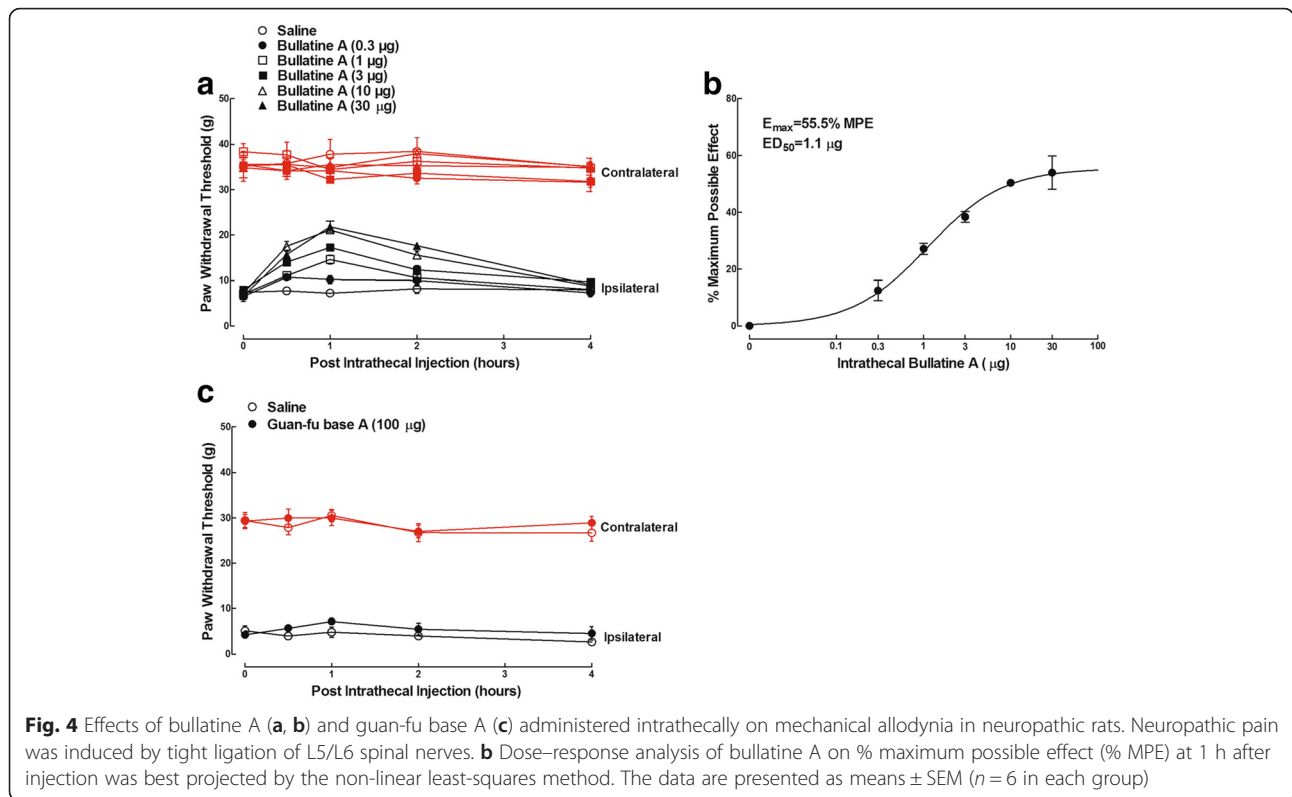 Saline
Bullatine A (0.3 μg)
Bullatine A (1 μg)
Bullatine A (3 μg)
Bullatine A (10 μg)
Bullatine A (30 μg)
a
Paw Withdrawal Threshold (g)
50
40
30
20
10
0
Contralateral
Ipsilateral
0 1 2 3 4
Post Intrathecal Injection (hours)
b
% Maximum Possible Effect
80
60
40
20
0
Emax=55.5% MPE
ED50=1.1 μg
0 0.1 0.3 1 3 10 30 100
Intrathecal Bullatine A ( μg)
c
Saline
Guan-fu base A (100 μg)
Paw Withdrawal Threshold (g)
50
40
30
20
10
0
Contralateral
Ipsilateral
0 1 2 3 4
Post Intrathecal Injection (hours)
Fig. 4 Effects of bullatine A (a, b) and guan-fu base A (c) administered intrathecally on mechanical allodynia in neuropathic rats. Neuropathic pain
was induced by tight ligation of L5/L6 spinal nerves. b Dose–response analysis of bullatine A on % maximum possible effect (% MPE) at 1 h after
injection was best projected by the non-linear least-squares method. The data are presented as means ± SEM (n = 6 in each group)